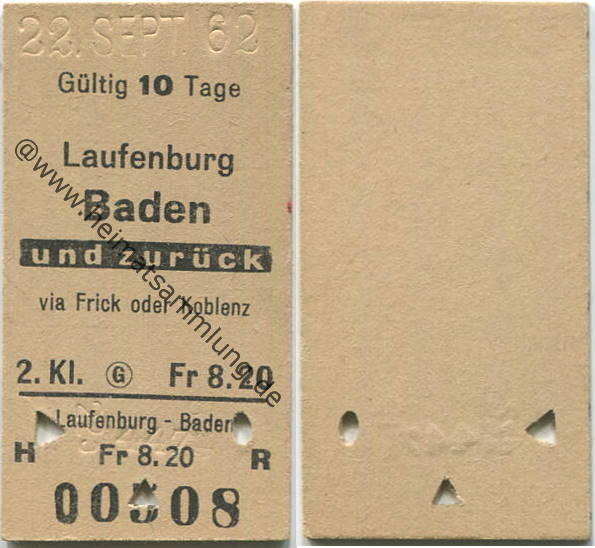 22. SEPT. 62
Gültig 10 Tage
Laufenburg
Baden
und zurück
via Frick oder Koblenz
2. Kl. G Fr 8.20
Laufenburg - Baden
H Fr 8.20 R
00508
@www.heimatsammlung.de